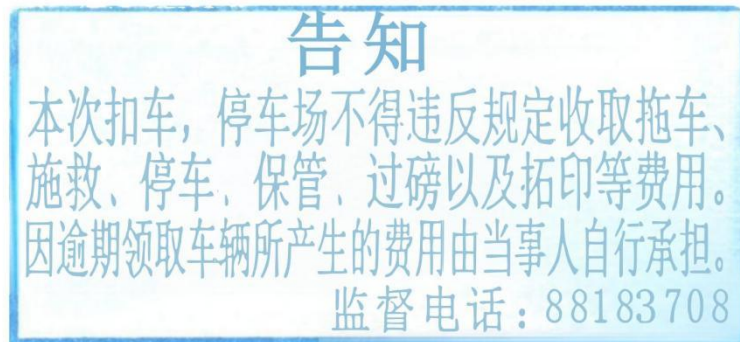 告知
本次扣车，停车场不得违反规定收取拖车、
施救、停车、保管、过磅以及拓印等费用。
因逾期领取车辆所产生的费用由当事人自行承担。
监督电话：88183708